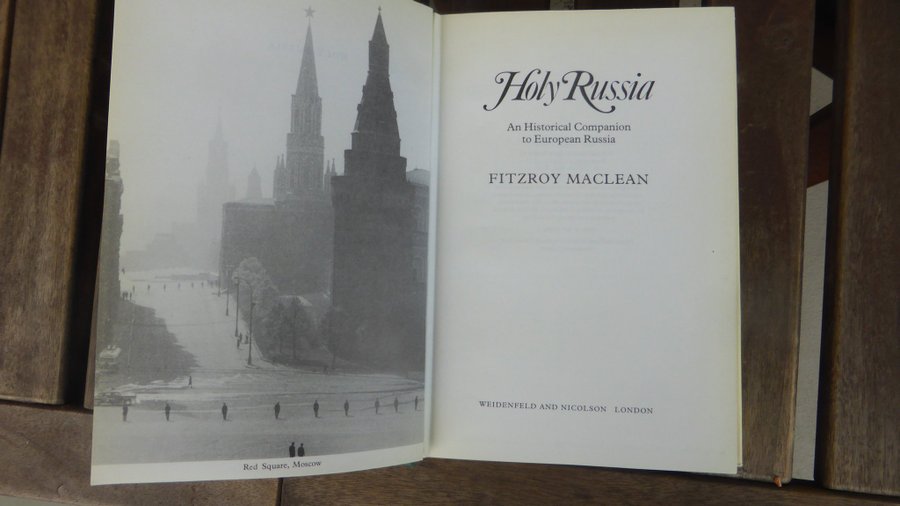 Red Square, Moscow
Holy Russia
An Historical Companion
to European Russia
FITZROY MACLEAN
WEIDENFELD AND NICOLSON LONDON